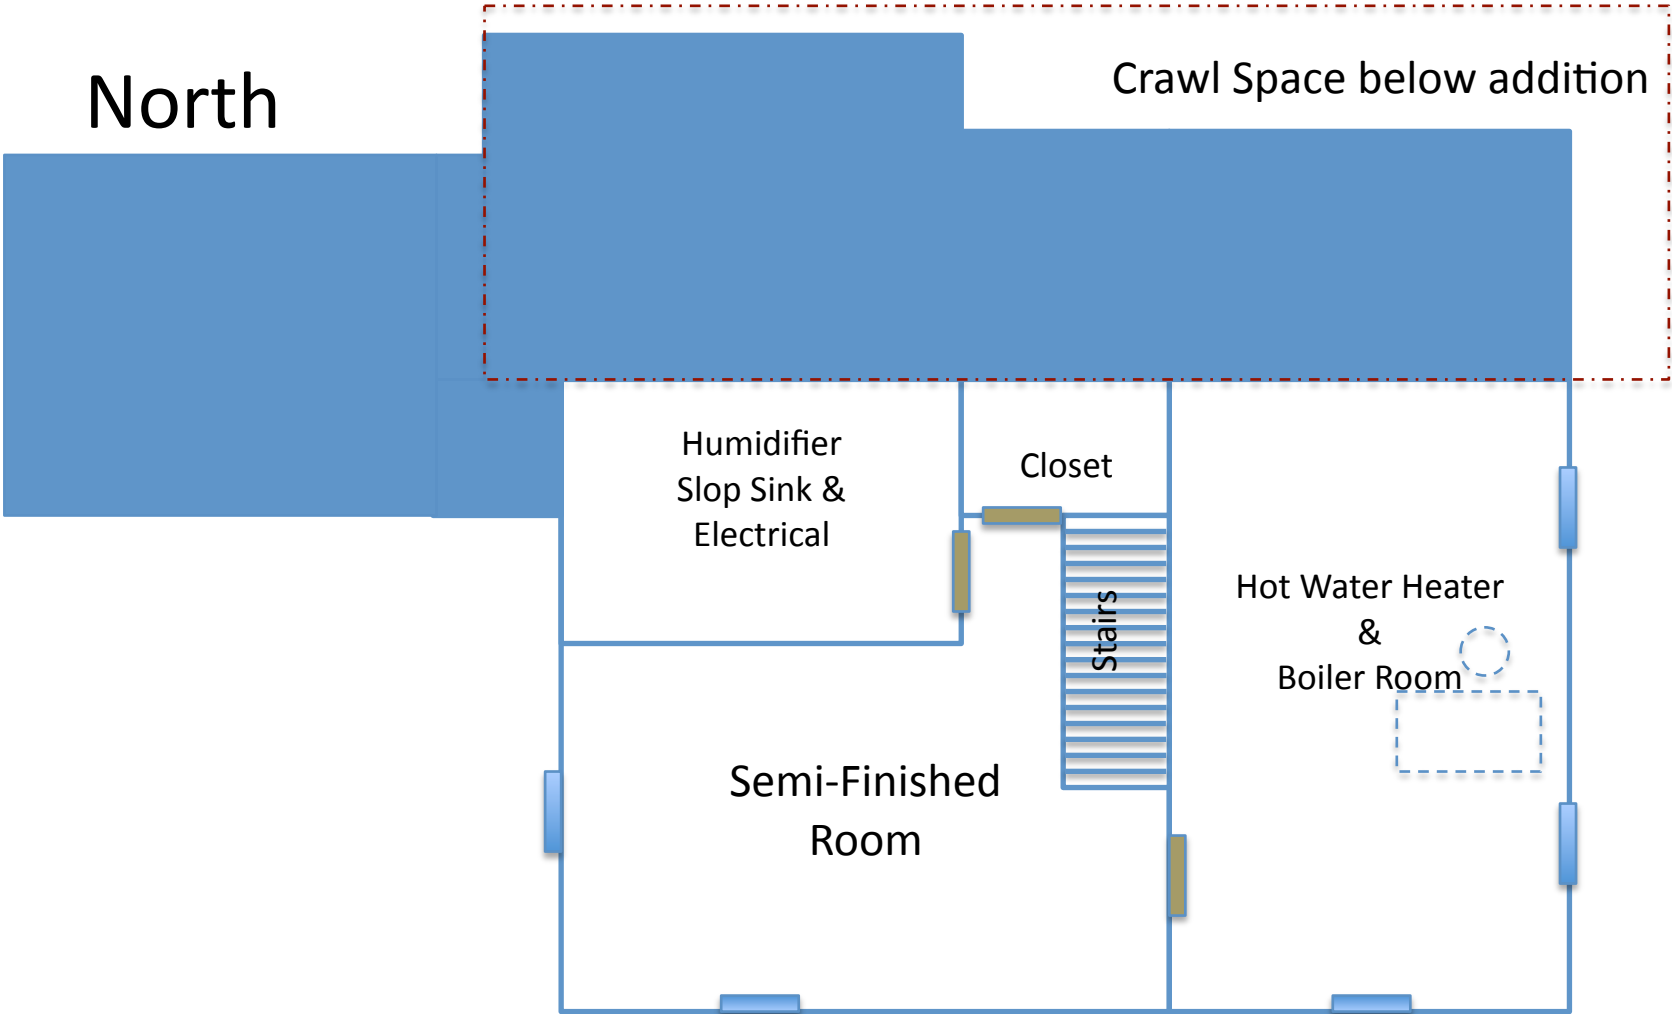 North
Crawl Space below addition
Humidifier
Slop Sink &
Electrical
Closet
Stairs
Hot Water Heater
&
Boiler Room
Semi-Finished
Room